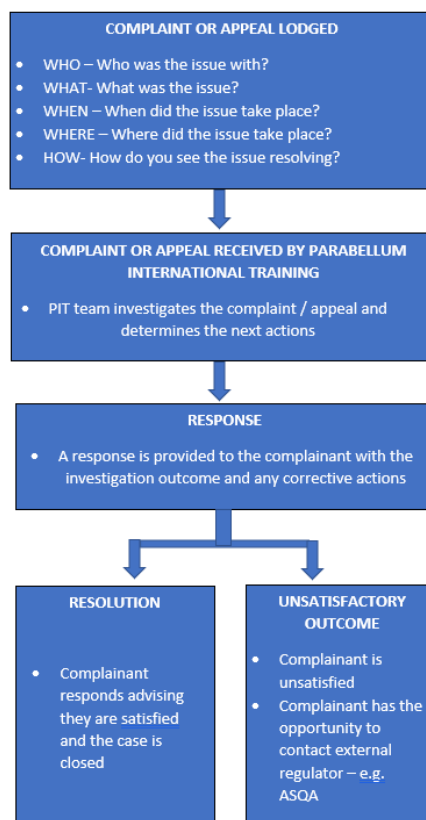 COMPLAINT OR APPEAL LODGED
• WHO – Who was the issue with?
• WHAT- What was the issue?
• WHEN – When did the issue take place?
• WHERE – Where did the issue take place?
• HOW- How do you see the issue resolving?
COMPLAINT OR APPEAL RECEIVED BY PARABELLUM
INTERNATIONAL TRAINING
• PIT team investigates the complaint / appeal and
determines the next actions
RESPONSE
• A response is provided to the complainant with the
investigation outcome and any corrective actions
RESOLUTION
• Complainant
responds advising
they are satisfied
and the case is
closed
UNSATISFACTORY
OUTCOME
• Complainant is
unsatisfied
• Complainant has the
opportunity to
contact external
regulator – e.g.
ASQA